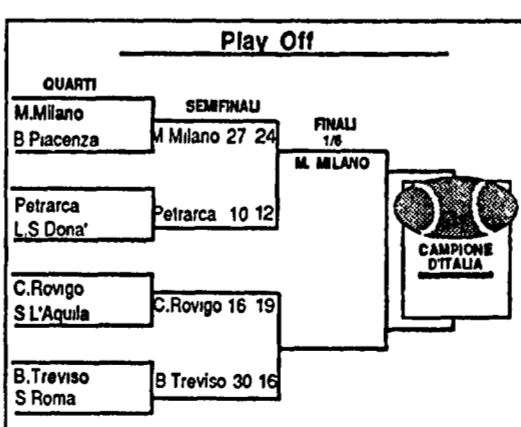 Play Off
QUARTI
M.Milano
B Piacenza
Petrarca
L.S Dona'
C.Rovigo
S L'Aquila
B.Treviso
S Roma
SEMIFINALI
M Milano 27 24
Petrarca 10 12
C.Rovigo 16 19
B Treviso 30 16
FINALI
1/6
M. MILANO
CAMPIONE
D'ITALIA